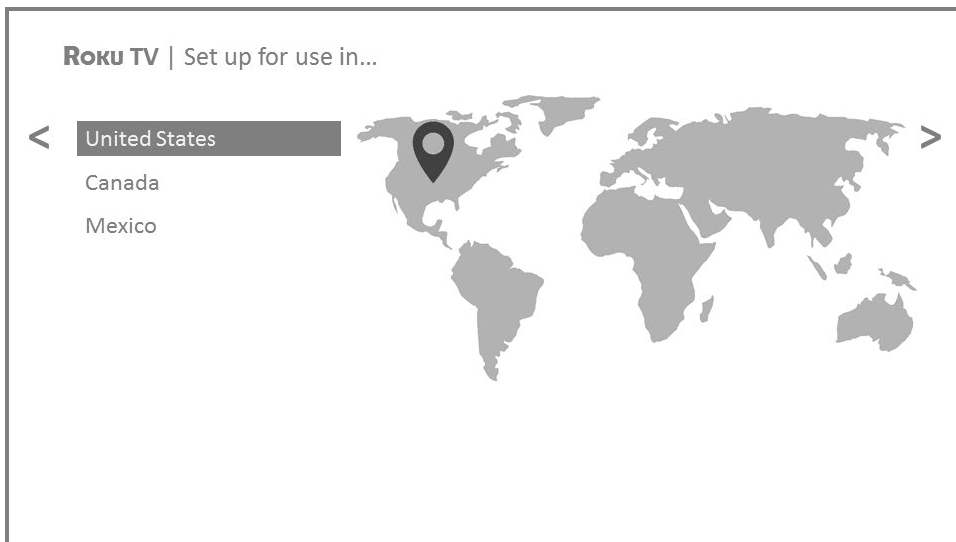 ROKU TV | Set up for use in...
< United States >
Canada
Mexico